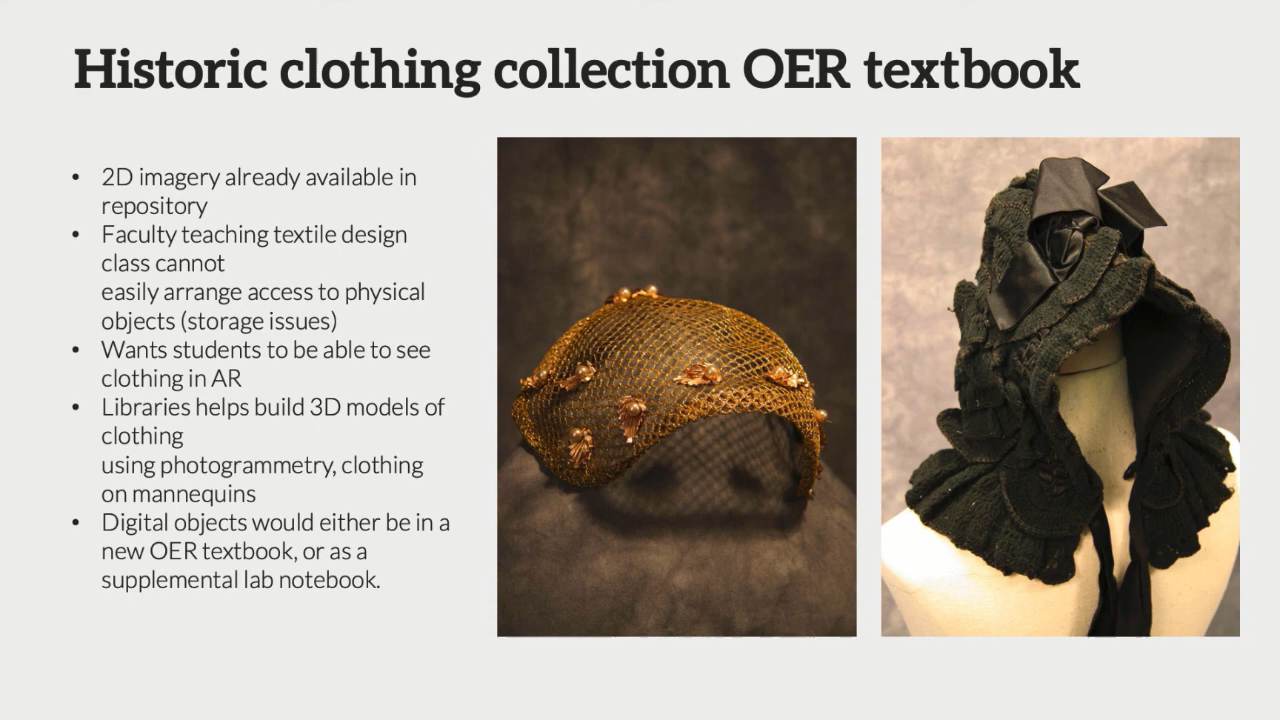 Historic clothing collection OER textbook
• 2D imagery already available in
repository
• Faculty teaching textile design
class cannot
easily arrange access to physical
objects (storage issues)
• Wants students to be able to see
clothing in AR
• Libraries helps build 3D models of
clothing
using photogrammetry, clothing
on mannequins
• Digital objects would either be in a
new OER textbook, or as a
supplemental lab notebook.